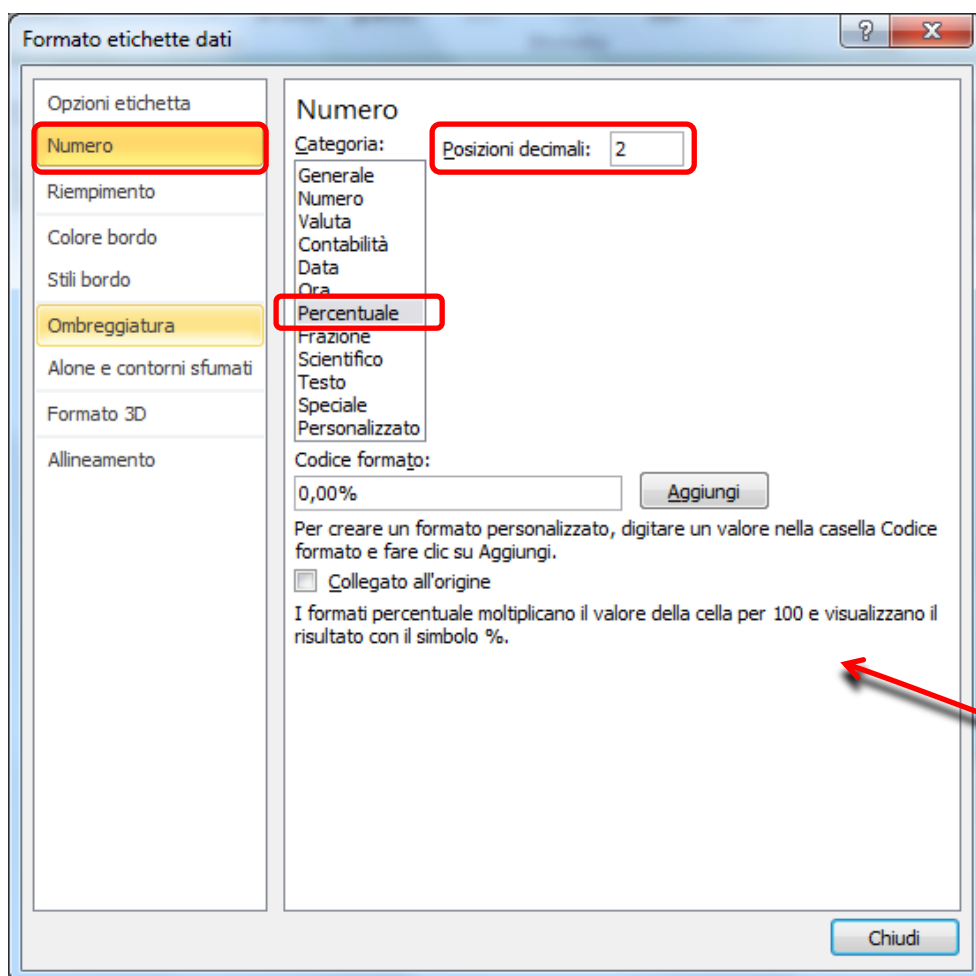 Formato etichette dati
Opzioni etichetta
Numero
Riempimento
Colore bordo
Stili bordo
Ombreggiatura
Alone e contorni sfumati
Formato 3D
Allineamento
Numero
Categoria:
Posizioni decimali: 2
Generale
Numero
Valuta
Contabilità
Data
Ora
Percentuale
Frazione
Scientifico
Testo
Speciale
Personalizzato
Codice formato:
0,00%
Aggiungi
Per creare un formato personalizzato, digitare un valore nella casella Codice
formato e fare clic su Aggiungi.
Collegato all'origine
I formati percentuale moltiplicano il valore della cella per 100 e visualizzano il
risultato con il simbolo %.
Chiudi